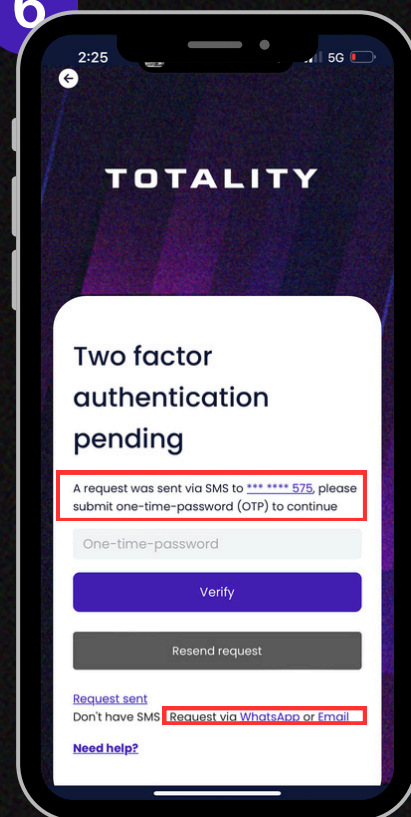 6
2:25
5G
TOTALITY
Two factor
authentication
pending
A request was sent via SMS to *** **** 575, please
submit one-time-password (OTP) to continue
One-time-password
Verify
Resend request
Request sent
Don't have SMS Request via WhatsApp or Email
Need help?